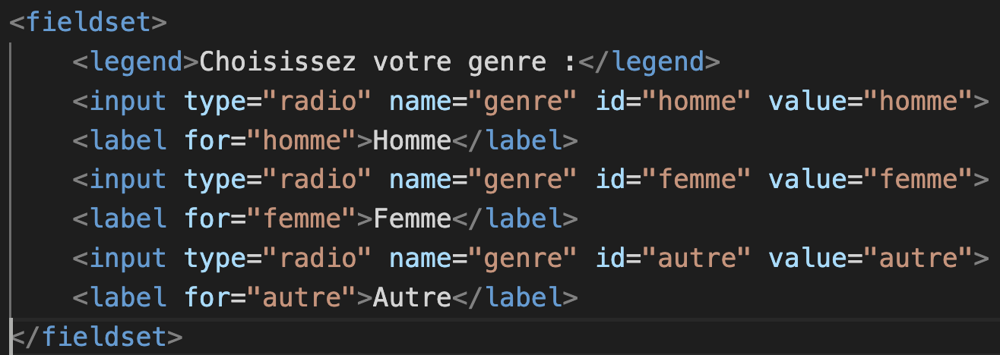 <fieldset>
<legend>Choisissez votre genre :</legend>
<input type="radio" name="genre" id="homme" value="homme">
<label for="homme">Homme</label>
<input type="radio" name="genre" id="femme" value="femme">
<label for="femme">Femme</label>
<input type="radio" name="genre" id="autre" value="autre">
<label for="autre">Autre</label>
</fieldset>